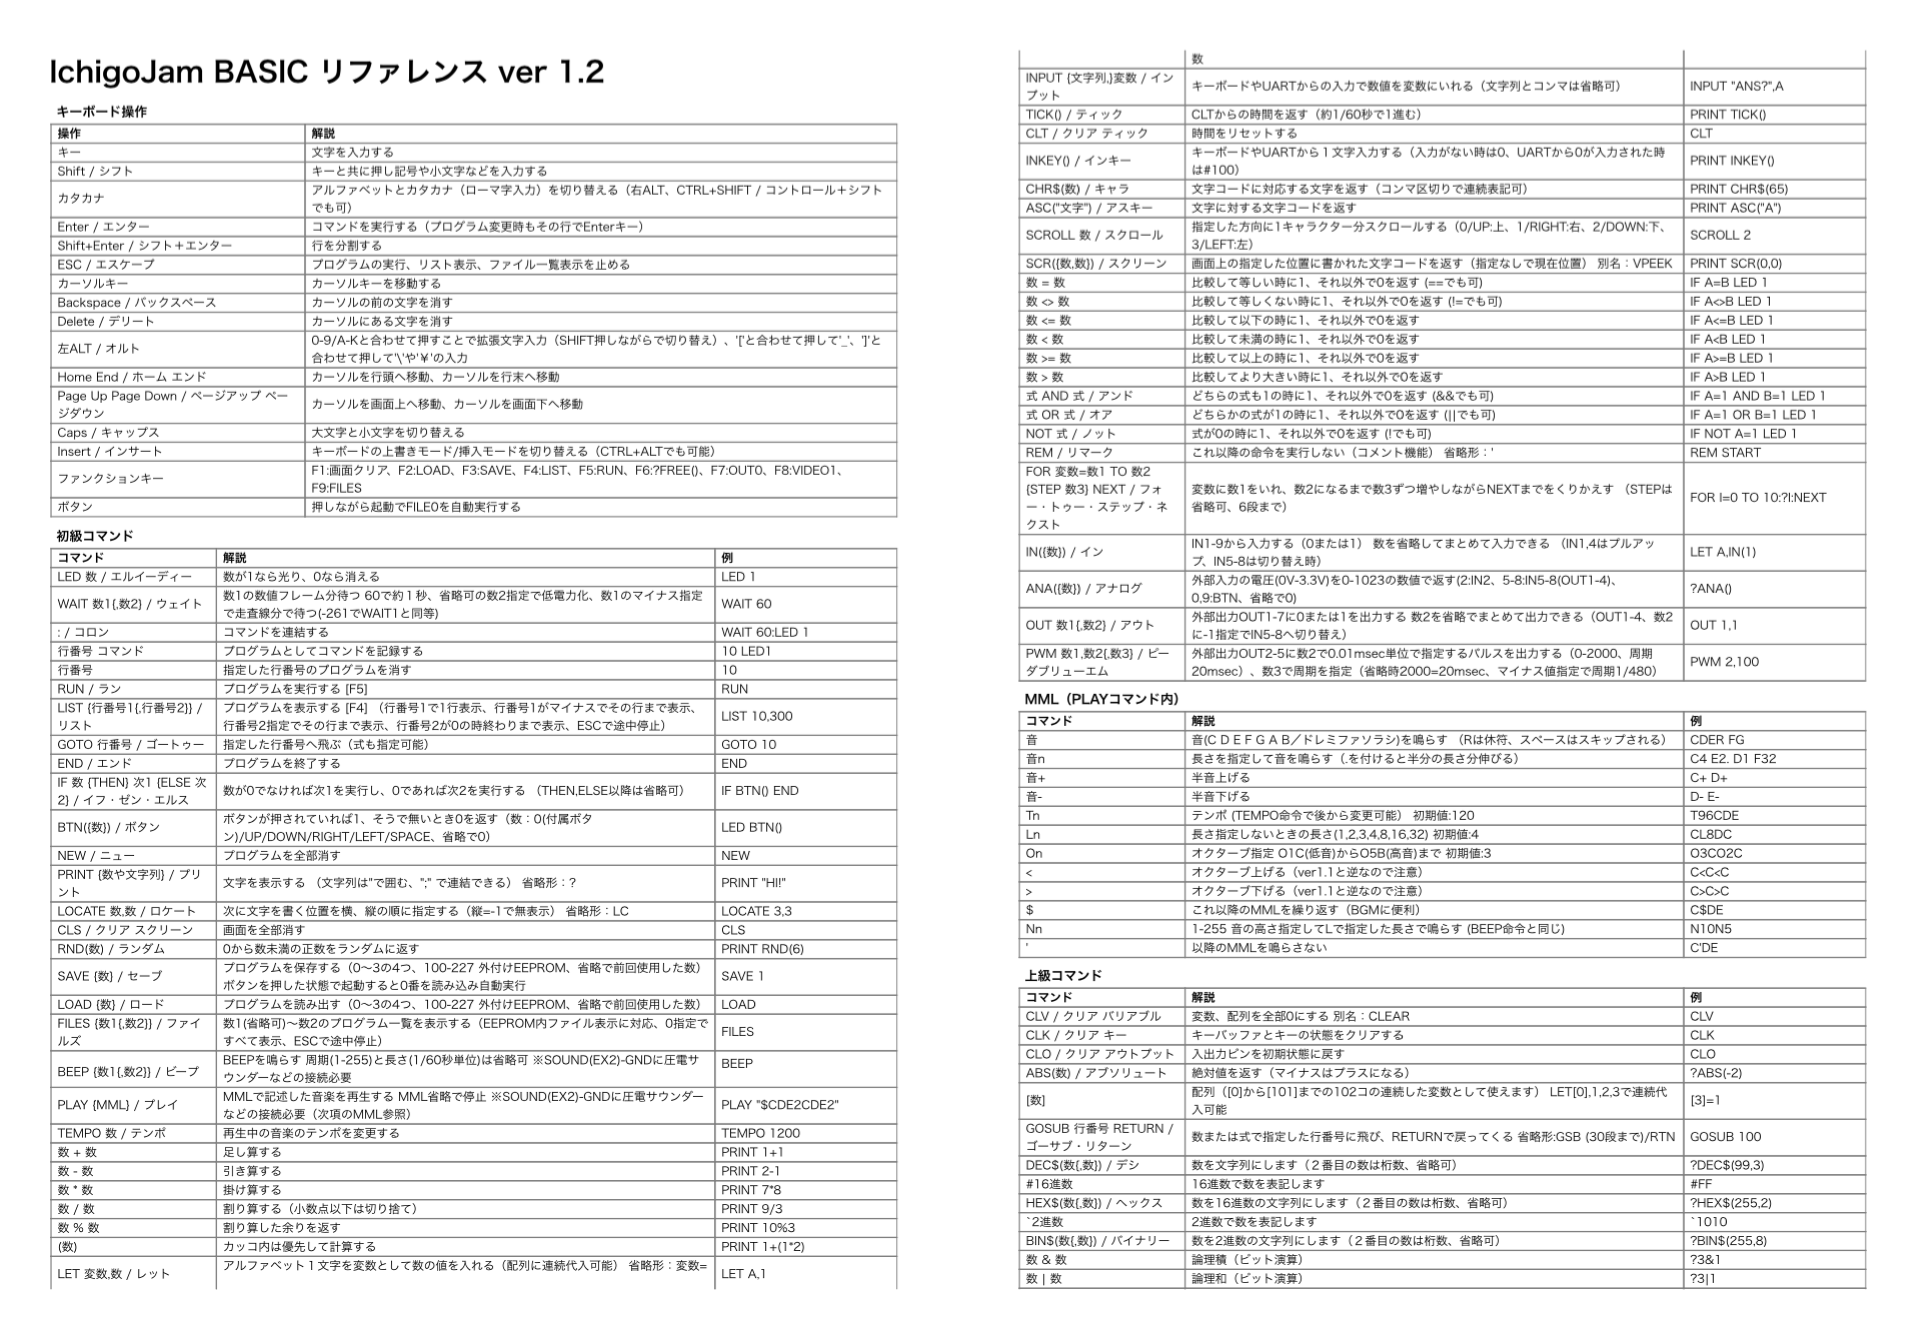 IchigoJam BASIC リファレンス ver 1.2
キーボード操作
操作 解説
キー 文字を入力する
Shift / シフト キーと共に押し記号や小文字などを入力する
カタカナ アルファベットとカタカナ（ローマ字入力）を切り替える（右ALT、CTRL+SHIFT / コントロール＋シフト
でも可）
Enter / エンター コマンドを実行する（プログラム変更時もその行でEnterキー）
Shift+Enter / シフト＋エンター 行を分割する
ESC / エスケープ プログラムの実行、リスト表示、ファイル一覧表示を止める
カーソルキー カーソルキーを移動する
Backspace / バックスペース カーソルの前の文字を消す
Delete / デリート カーソルにある文字を消す
左ALT / オルト 0-9/A-Kと合わせて押すことで拡張文字入力（SHIFT押しながらで切り替え）、'['と合わせて押して'_'、']'と
合わせて押して'\'や'¥'の入力
Home End / ホーム エンド カーソルを行頭へ移動、カーソルを行末へ移動
Page Up Page Down / ページアップ ペー
ジダウン カーソルを画面上へ移動、カーソルを画面下へ移動
Caps / キャップス 大文字と小文字を切り替える
Insert / インサート キーボードの上書きモード/挿入モードを切り替える（CTRL+ALTでも可能）
ファンクションキー F1:画面クリア、F2:LOAD、F3:SAVE、F4:LIST、F5:RUN、F6:?FREE()、F7:OUT0、F8:VIDEO1、
F9:FILES
ボタン 押しながら起動でFILE0を自動実行する
初級コマンド
コマンド 解説 例
LED 数 / エルイーディー 数が1なら光り、0なら消える LED 1
WAIT 数1{,数2} / ウェイト 数1の数値フレーム分待つ 60で約１秒、省略可の数2指定で低電力化、数1のマイナス指定
で走査線分で待つ(-261でWAIT1と同等) WAIT 60
: / コロン コマンドを連結する WAIT 60:LED 1
行番号 コマンド プログラムとしてコマンドを記録する 10 LED1
行番号 指定した行番号のプログラムを消す 10
RUN / ラン プログラムを実行する [F5] RUN
LIST {行番号1{,行番号2}} /
リスト プログラムを表示する [F4] （行番号1で1行表示、行番号1がマイナスでその行まで表示、
行番号2指定でその行まで表示、行番号2が0の時終わりまで表示、ESCで途中停止） LIST 10,300
GOTO 行番号 / ゴートゥー 指定した行番号へ飛ぶ（式も指定可能） GOTO 10
END / エンド プログラムを終了する END
IF 数 {THEN} 次1 {ELSE 次
2} / イフ・ゼン・エルス 数が0でなければ次1を実行し、0であれば次2を実行する （THEN,ELSE以降は省略可） IF BTN() END
BTN({数}) / ボタン ボタンが押されていれば1、そうで無いとき0を返す（数：0(付属ボタ
ン)/UP/DOWN/RIGHT/LEFT/SPACE、省略で0） LED BTN()
NEW / ニュー プログラムを全部消す NEW
PRINT {数や文字列} / プリ
ント 文字を表示する （文字列は"で囲む、";" で連結できる） 省略形：? PRINT "HI!"
LOCATE 数,数 / ロケート 次に文字を書く位置を横、縦の順に指定する（縦=-1で無表示） 省略形：LC LOCATE 3,3
CLS / クリア スクリーン 画面を全部消す CLS
RND(数) / ランダム 0から数未満の正数をランダムに返す PRINT RND(6)
SAVE {数} / セーブ プログラムを保存する（0〜3の4つ、100-227 外付けEEPROM、省略で前回使用した数）
ボタンを押した状態で起動すると0番を読み込み自動実行 SAVE 1
LOAD {数} / ロード プログラムを読み出す（0〜3の4つ、100-227 外付けEEPROM、省略で前回使用した数） LOAD
FILES {数1{,数2}} / ファイ
ルズ 数1(省略可)〜数2のプログラム一覧を表示する（EEPROM内ファイル表示に対応、0指定で
すべて表示、ESCで途中停止） FILES
BEEP {数1{,数2}} / ビープ BEEPを鳴らす 周期(1-255)と長さ(1/60秒単位)は省略可 ※SOUND(EX2)-GNDに圧電サ
ウンダーなどの接続必要 BEEP
PLAY {MML} / プレイ MMLで記述した音楽を再生する MML省略で停止 ※SOUND(EX2)-GNDに圧電サウンダー
などの接続必要（次項のMML参照） PLAY "$CDE2CDE2"
TEMPO 数 / テンポ 再生中の音楽のテンポを変更する TEMPO 1200
数 + 数 足し算する PRINT 1+1
数 - 数 引き算する PRINT 2-1
数 * 数 掛け算する PRINT 7*8
数 / 数 割り算する（小数点以下は切り捨て） PRINT 9/3
数 % 数 割り算した余りを返す PRINT 10%3
(数) カッコ内は優先して計算する PRINT 1+(1*2)
LET 変数,数 / レット アルファベット１文字を変数として数の値を入れる（配列に連続代入可能） 省略形：変数= LET A,1
数
INPUT {文字列,}変数 / イン
プット キーボードやUARTからの入力で数値を変数にいれる（文字列とコンマは省略可） INPUT "ANS?",A
TICK() / ティック CLTからの時間を返す（約1/60秒で1進む） PRINT TICK()
CLT / クリア ティック 時間をリセットする CLT
INKEY() / インキー キーボードやUARTから１文字入力する（入力がない時は0、UARTから0が入力された時
は#100） PRINT INKEY()
CHR$(数) / キャラ 文字コードに対応する文字を返す（コンマ区切りで連続表記可） PRINT CHR$(65)
ASC("文字") / アスキー 文字に対する文字コードを返す PRINT ASC("A")
SCROLL 数 / スクロール 指定した方向に1キャラクター分スクロールする（0/UP:上、1/RIGHT:右、2/DOWN:下、
3/LEFT:左） SCROLL 2
SCR({数,数}) / スクリーン 画面上の指定した位置に書かれた文字コードを返す（指定なしで現在位置） 別名：VPEEK PRINT SCR(0,0)
数 = 数 比較して等しい時に1、それ以外で0を返す (==でも可) IF A=B LED 1
数 <> 数 比較して等しくない時に1、それ以外で0を返す (!=でも可) IF A<>B LED 1
数 <= 数 比較して以下の時に1、それ以外で0を返す IF A<=B LED 1
数 < 数 比較して未満の時に1、それ以外で0を返す IF A<B LED 1
数 >= 数 比較して以上の時に1、それ以外で0を返す IF A>=B LED 1
数 > 数 比較してより大きい時に1、それ以外で0を返す IF A>B LED 1
式 AND 式 / アンド どちらの式も1の時に1、それ以外で0を返す (&&でも可) IF A=1 AND B=1 LED 1
式 OR 式 / オア どちらかの式が1の時に1、それ以外で0を返す (||でも可) IF A=1 OR B=1 LED 1
NOT 式 / ノット 式が0の時に1、それ以外で0を返す (!でも可) IF NOT A=1 LED 1
REM / リマーク これ以降の命令を実行しない（コメント機能） 省略形：' REM START
FOR 変数=数1 TO 数2
{STEP 数3} NEXT / フォ
ー・トゥー・ステップ・ネ
クスト 変数に数1をいれ、数2になるまで数3ずつ増やしながらNEXTまでをくりかえす （STEPは
省略可、6段まで） FOR I=0 TO 10:?I:NEXT
IN({数}) / イン IN1-9から入力する（0または1） 数を省略してまとめて入力できる （IN1,4はプルアッ
プ、IN5-8は切り替え時） LET A,IN(1)
ANA({数}) / アナログ 外部入力の電圧(0V-3.3V)を0-1023の数値で返す(2:IN2、5-8:IN5-8(OUT1-4)、
0,9:BTN、省略で0) ?ANA()
OUT 数1{,数2} / アウト 外部出力OUT1-7に0または1を出力する 数2を省略でまとめて出力できる（OUT1-4、数2
に-1指定でIN5-8へ切り替え） OUT 1,1
PWM 数1,数2{,数3} / ピー
ダブリューエム 外部出力OUT2-5に数2で0.01msec単位で指定するパルスを出力する（0-2000、周期
20msec）、数3で周期を指定（省略時2000=20msec、マイナス値指定で周期1/480） PWM 2,100
MML（PLAYコマンド内）
コマンド 解説 例
音 音(C D E F G A B／ドレミファソラシ)を鳴らす （Rは休符、スペースはスキップされる） CDER FG
音n 長さを指定して音を鳴らす（.を付けると半分の長さ分伸びる） C4 E2. D1 F32
音+ 半音上げる C+ D+
音- 半音下げる D- E-
Tn テンポ (TEMPO命令で後から変更可能） 初期値:120 T96CDE
Ln 長さ指定しないときの長さ(1,2,3,4,8,16,32) 初期値:4 CL8DC
On オクターブ指定 O1C(低音)からO5B(高音)まで 初期値:3 O3CO2C
< オクターブ上げる（ver1.1と逆なので注意） C<C<C
> オクターブ下げる（ver1.1と逆なので注意） C>C>C
$ これ以降のMMLを繰り返す（BGMに便利） C$DE
Nn 1-255 音の高さ指定してLで指定した長さで鳴らす (BEEP命令と同じ) N10N5
' 以降のMMLを鳴らさない C'DE
上級コマンド
コマンド 解説 例
CLV / クリア バリアブル 変数、配列を全部0にする 別名：CLEAR CLV
CLK / クリア キー キーバッファとキーの状態をクリアする CLK
CLO / クリア アウトプット 入出力ピンを初期状態に戻す CLO
ABS(数) / アブソリュート 絶対値を返す（マイナスはプラスになる） ?ABS(-2)
[数] 配列（[0]から[101]までの102コの連続した変数として使えます） LET[0],1,2,3で連続代
入可能 [3]=1
GOSUB 行番号 RETURN /
ゴーサブ・リターン 数または式で指定した行番号に飛び、RETURNで戻ってくる 省略形:GSB (30段まで)/RTN GOSUB 100
DEC$(数{,数}) / デシ 数を文字列にします（２番目の数は桁数、省略可） ?DEC$(99,3)
#16進数 16進数で数を表記します #FF
HEX$(数{,数}) / ヘックス 数を16進数の文字列にします（２番目の数は桁数、省略可） ?HEX$(255,2)
`2進数 2進数で数を表記します `1010
BIN$(数{,数}) / バイナリー 数を2進数の文字列にします（２番目の数は桁数、省略可） ?BIN$(255,8)
数 & 数 論理積（ビット演算） ?3&1
数 | 数 論理和（ビット演算） ?3|1